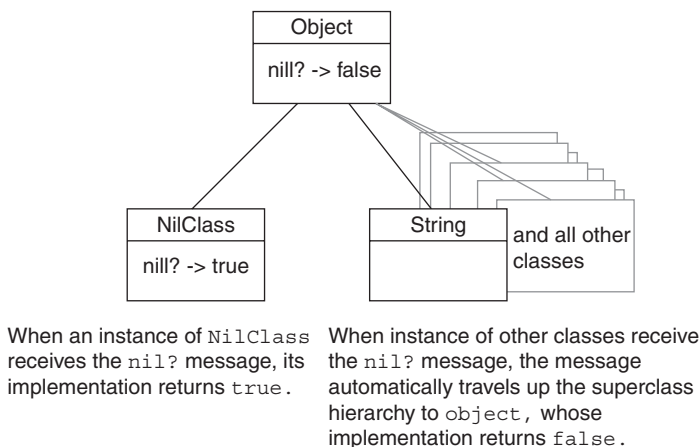 Object
nill? -> false
NilClass
nill? -> true
String
and all other
classes
When an instance of NilClass
receives the nil? message, its
implementation returns true.
When instance of other classes receive
the nil? message, the message
automatically travels up the superclass
hierarchy to object, whose
implementation returns false.